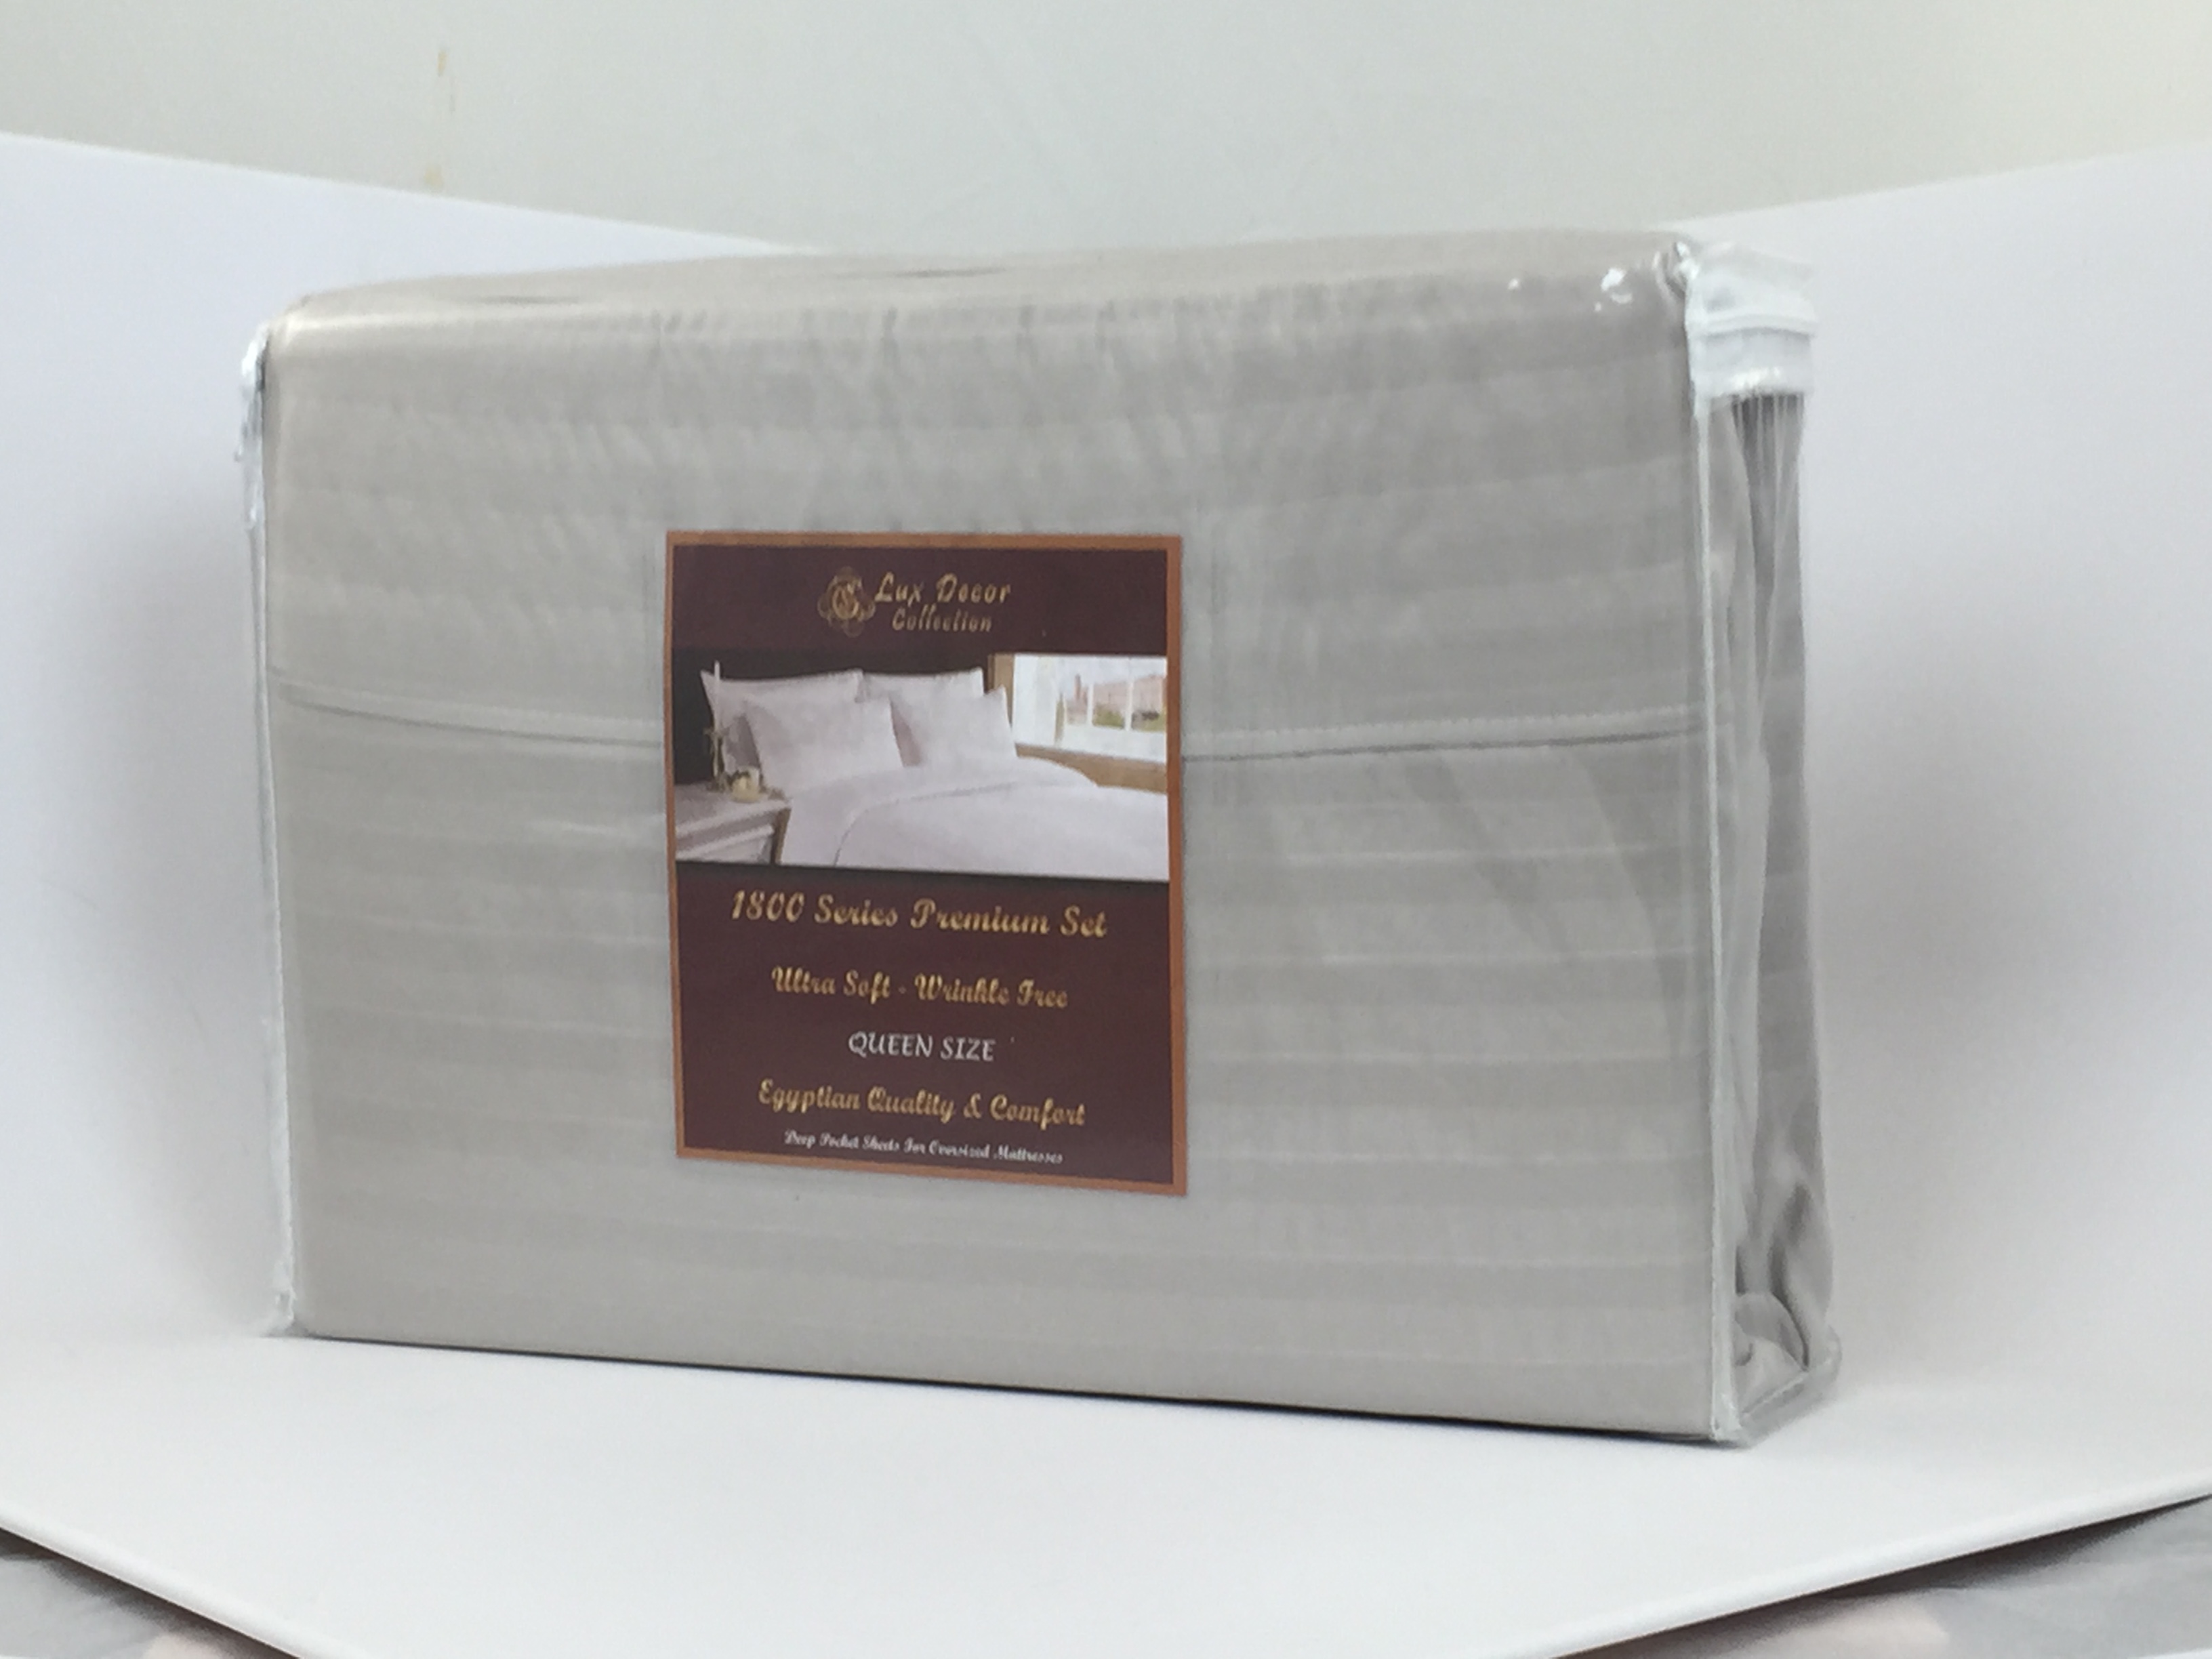 Lux Decor
Collection
1800 Series Premium Set
Ultra Soft - Wrinkle Free
QUEEN SIZE
Egyptian Quality & Comfort
Deep Pocket Sheets For Oversized Mattresses